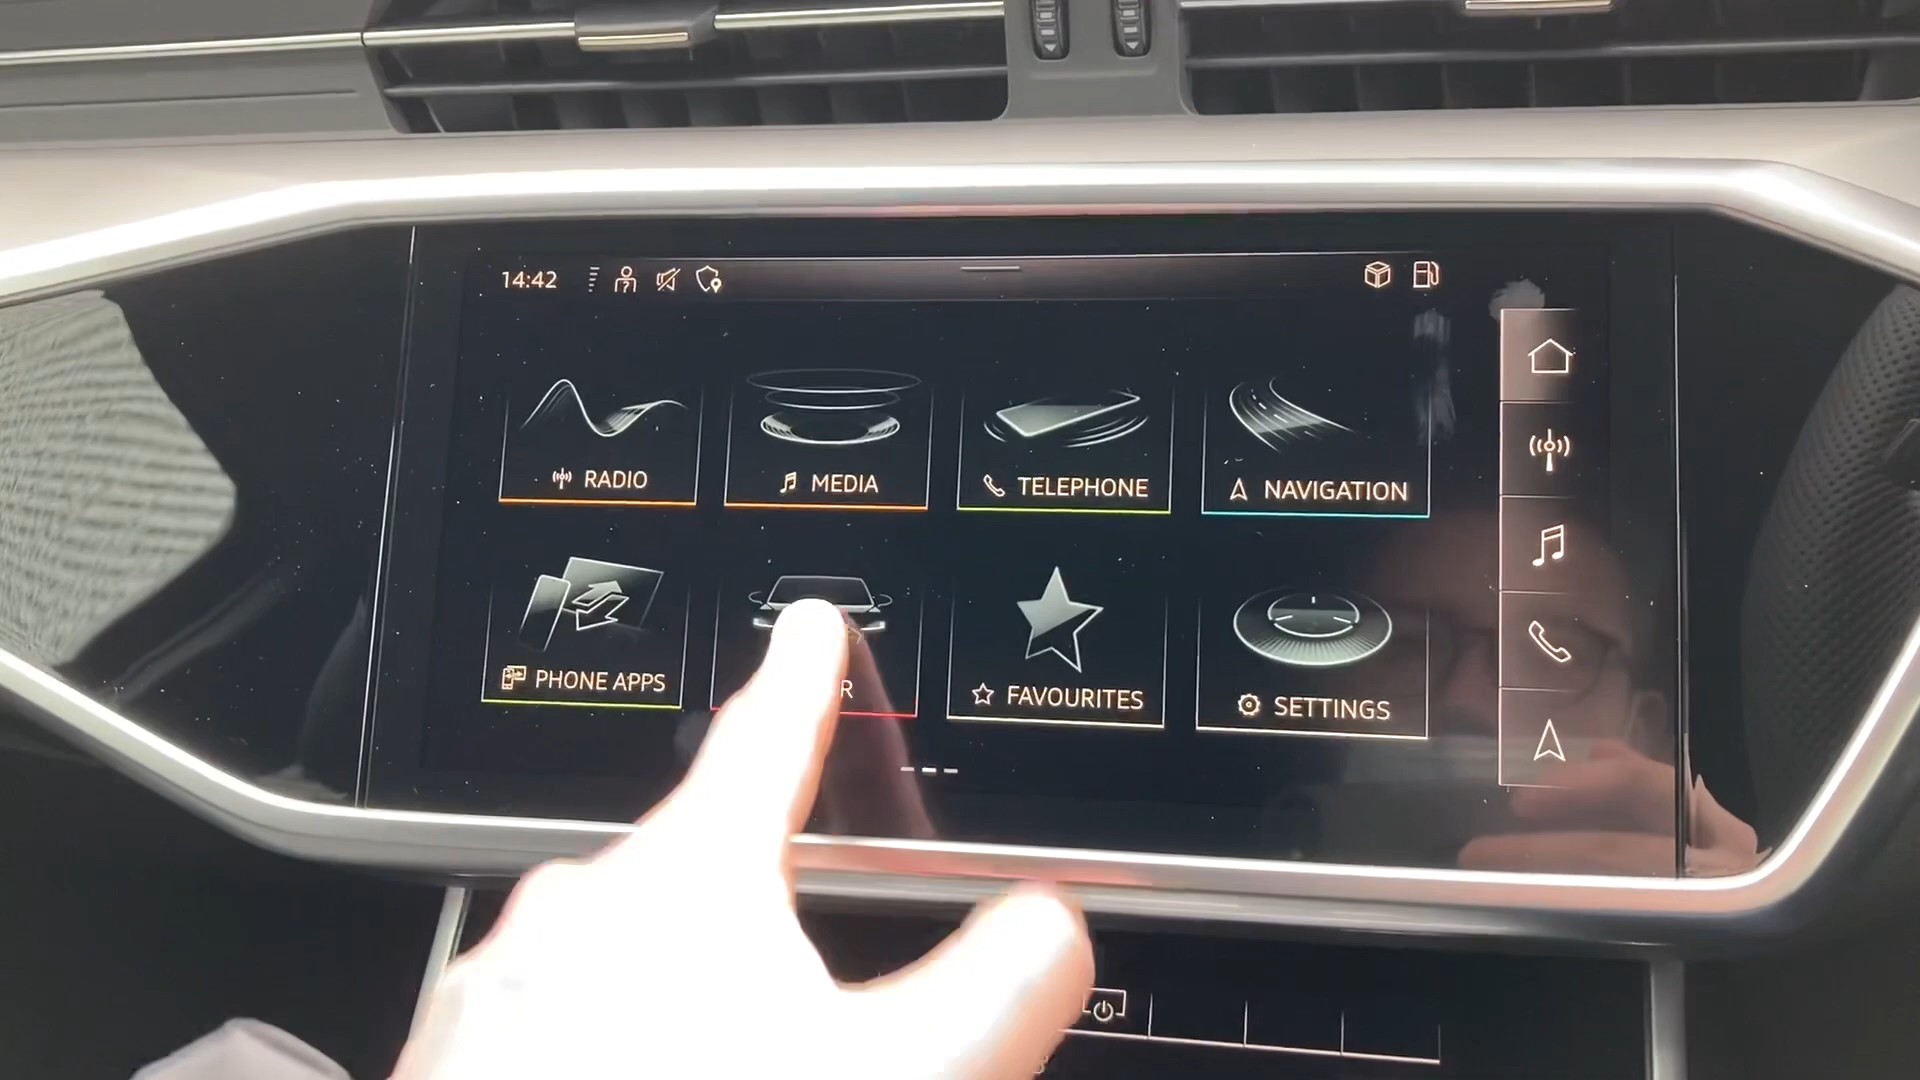 14:42
RADIO
MEDIA
TELEPHONE
NAVIGATION
PHONE APPS
R
FAVOURITES
SETTINGS